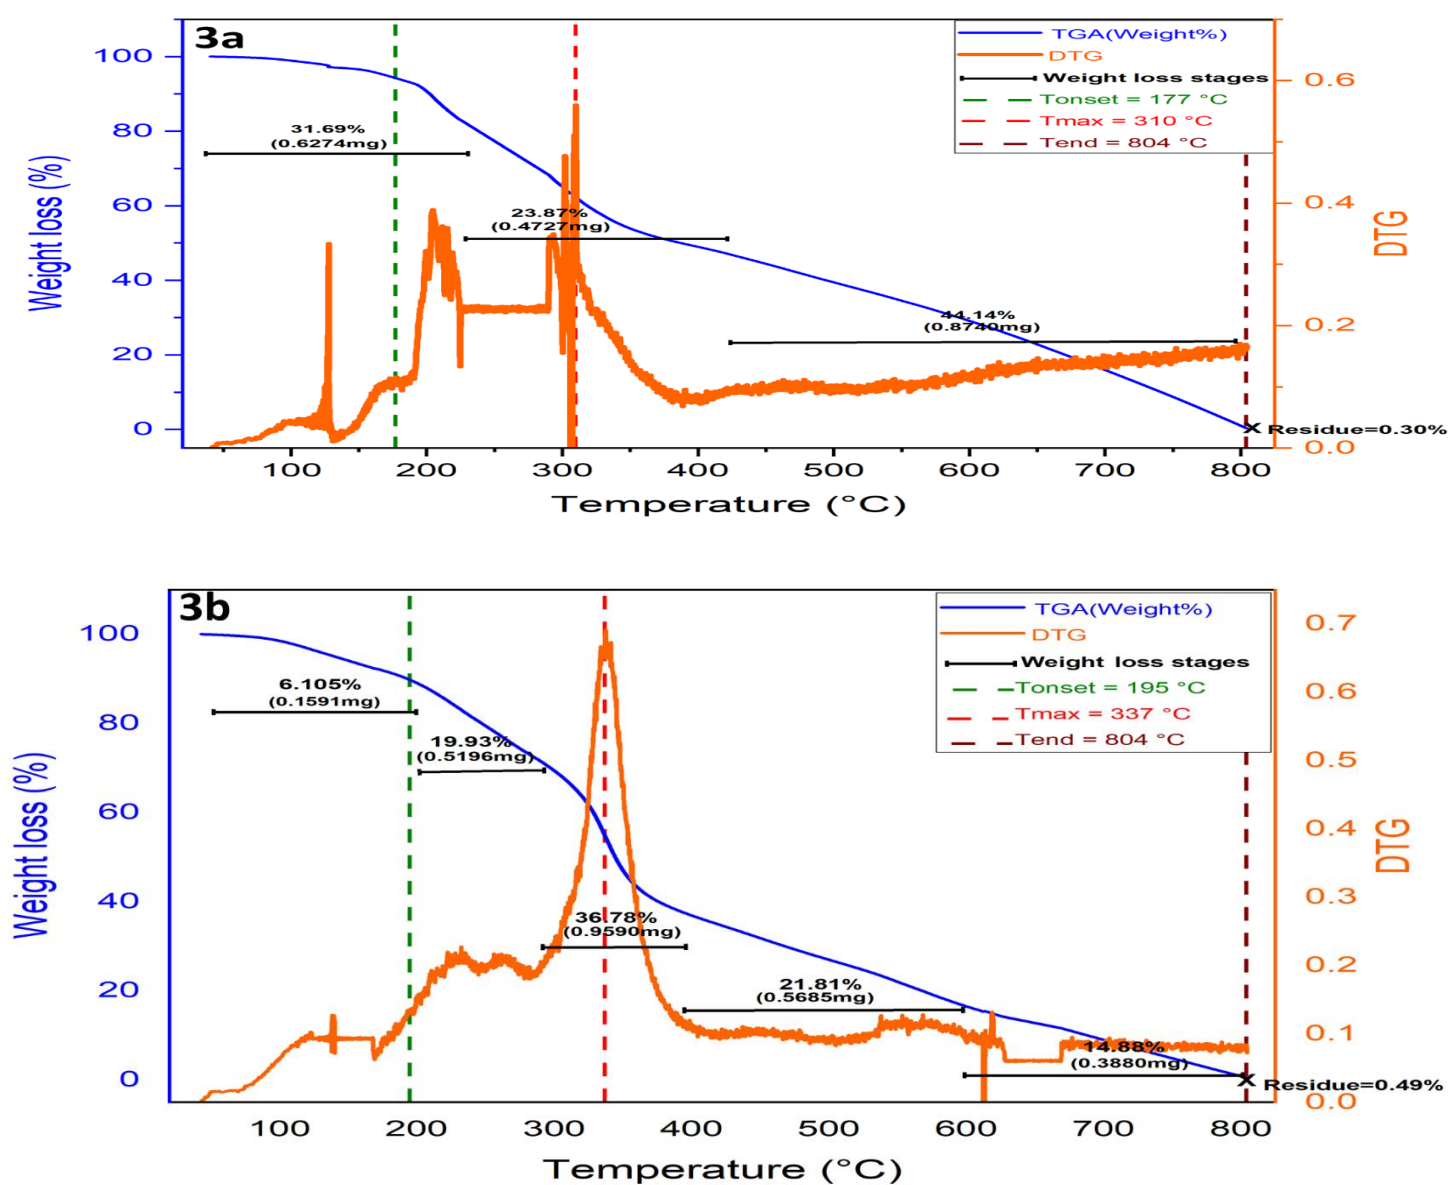 3a
TGA(Weight%)
DTG
Weight loss stages
Tonset = 177 °C
Tmax = 310 °C
Tend = 804 °C
100
80
60
40
20
0
Weight loss (%)
31.69%
(0.6274mg)
23.87%
(0.4727mg)
44.14%
(0.8740mg)
Residue=0.30%
0.6
0.4
0.2
0.0
DTG
100 200 300 400 500 600 700 800
Temperature (°C)
3b
TGA(Weight%)
DTG
Weight loss stages
Tonset = 195 °C
Tmax = 337 °C
Tend = 804 °C
100
80
60
40
20
0
Weight loss (%)
6.105%
(0.1591mg)
19.93%
(0.5196mg)
36.78%
(0.9590mg)
21.81%
(0.5685mg)
14.88%
(0.3880mg)
Residue=0.49%
0.7
0.6
0.5
0.4
0.3
0.2
0.1
0.0
DTG
100 200 300 400 500 600 700 800
Temperature (°C)